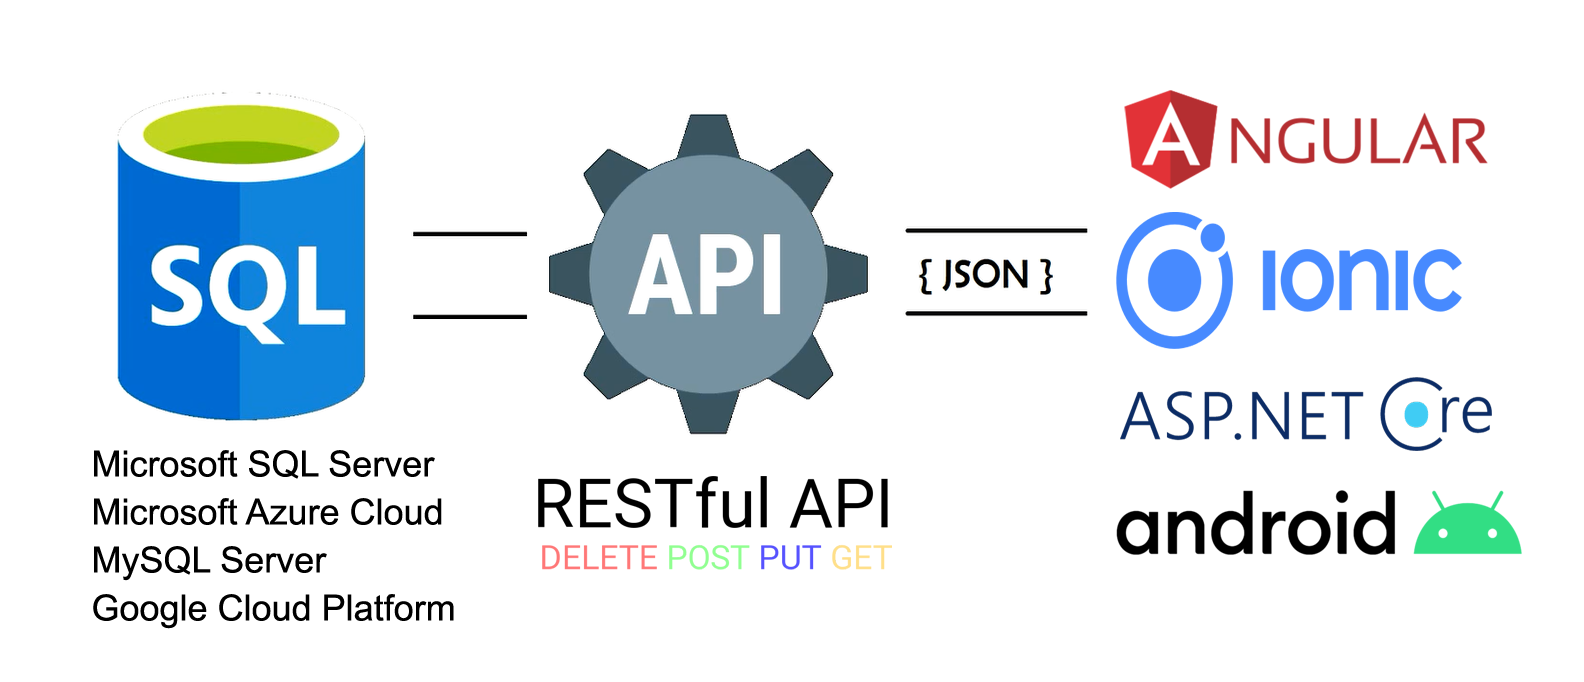 SQL
Microsoft SQL Server
Microsoft Azure Cloud
MySQL Server
Google Cloud Platform
API
RESTful API
DELETE POST PUT GET
{ JSON }
ANGULAR
ionic
ASP.NET Core
android